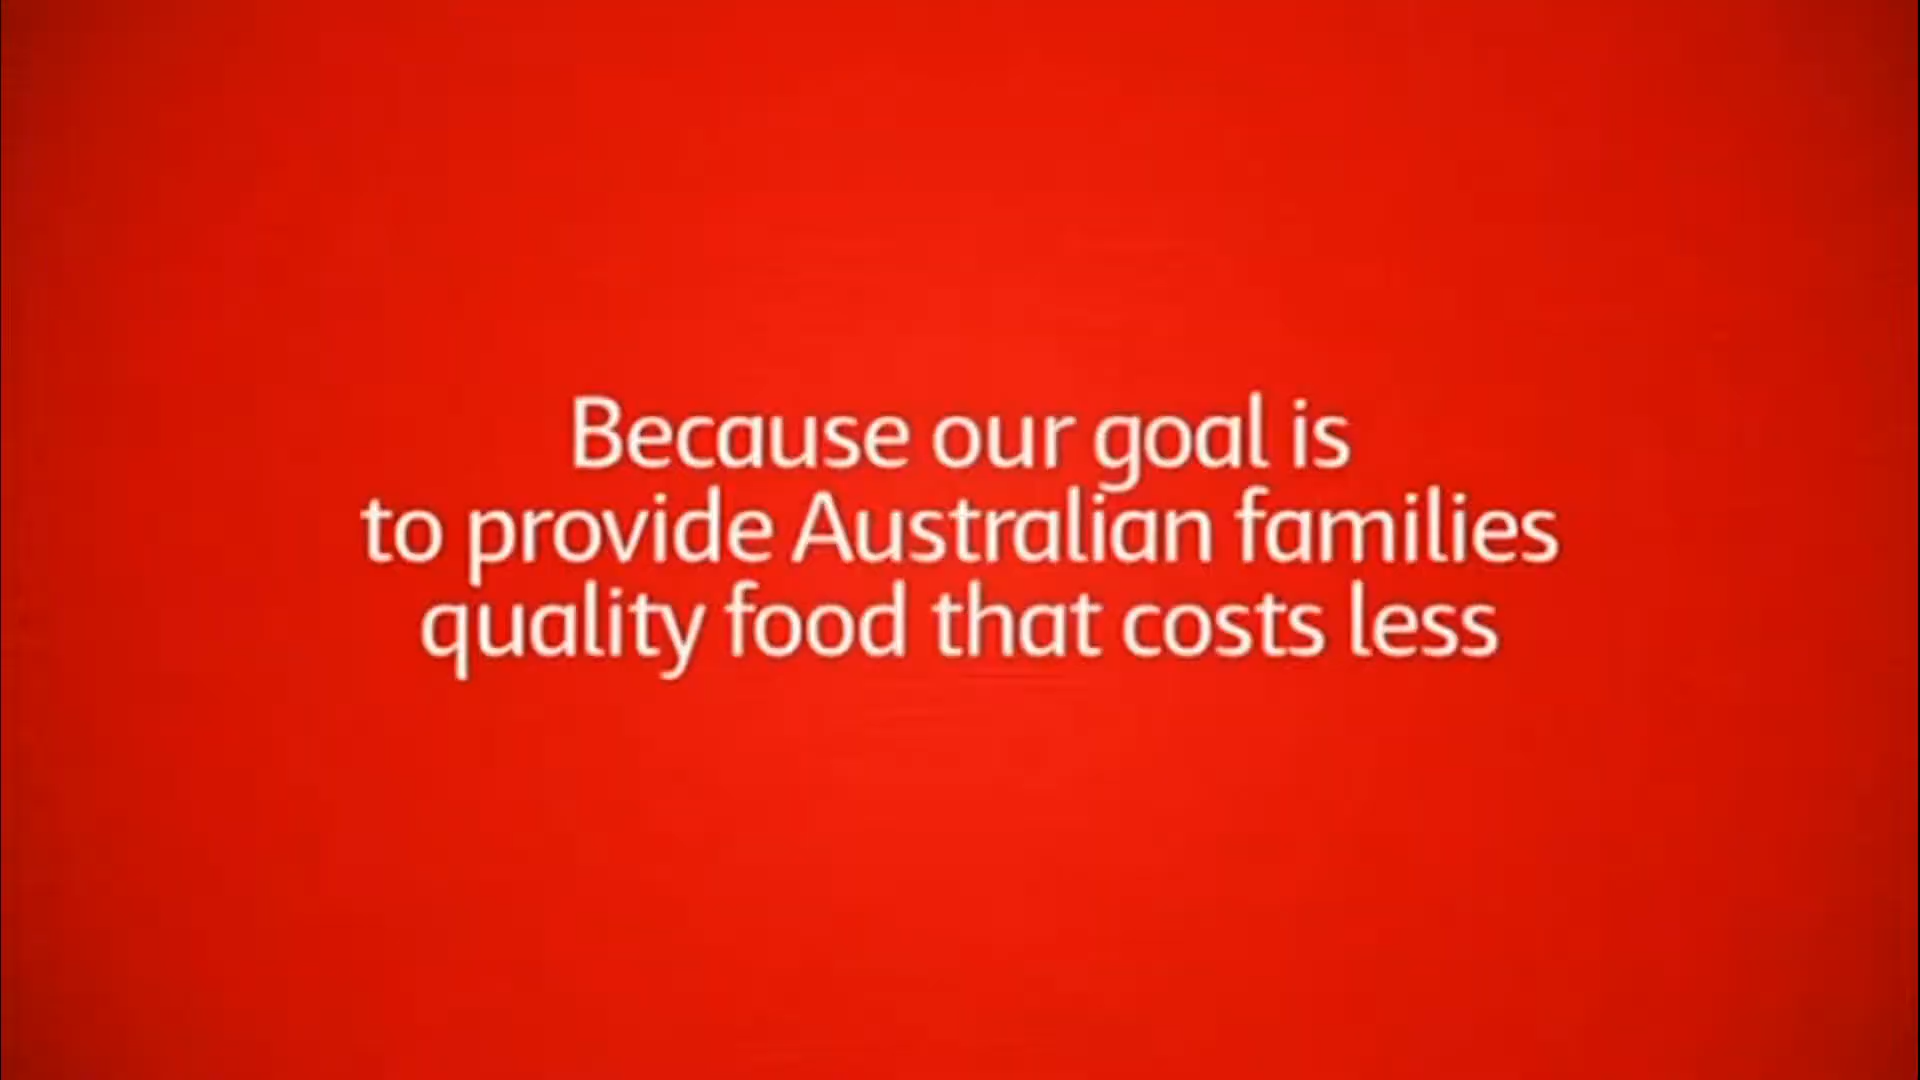 Because our goal is
to provide Australian families
quality food that costs less